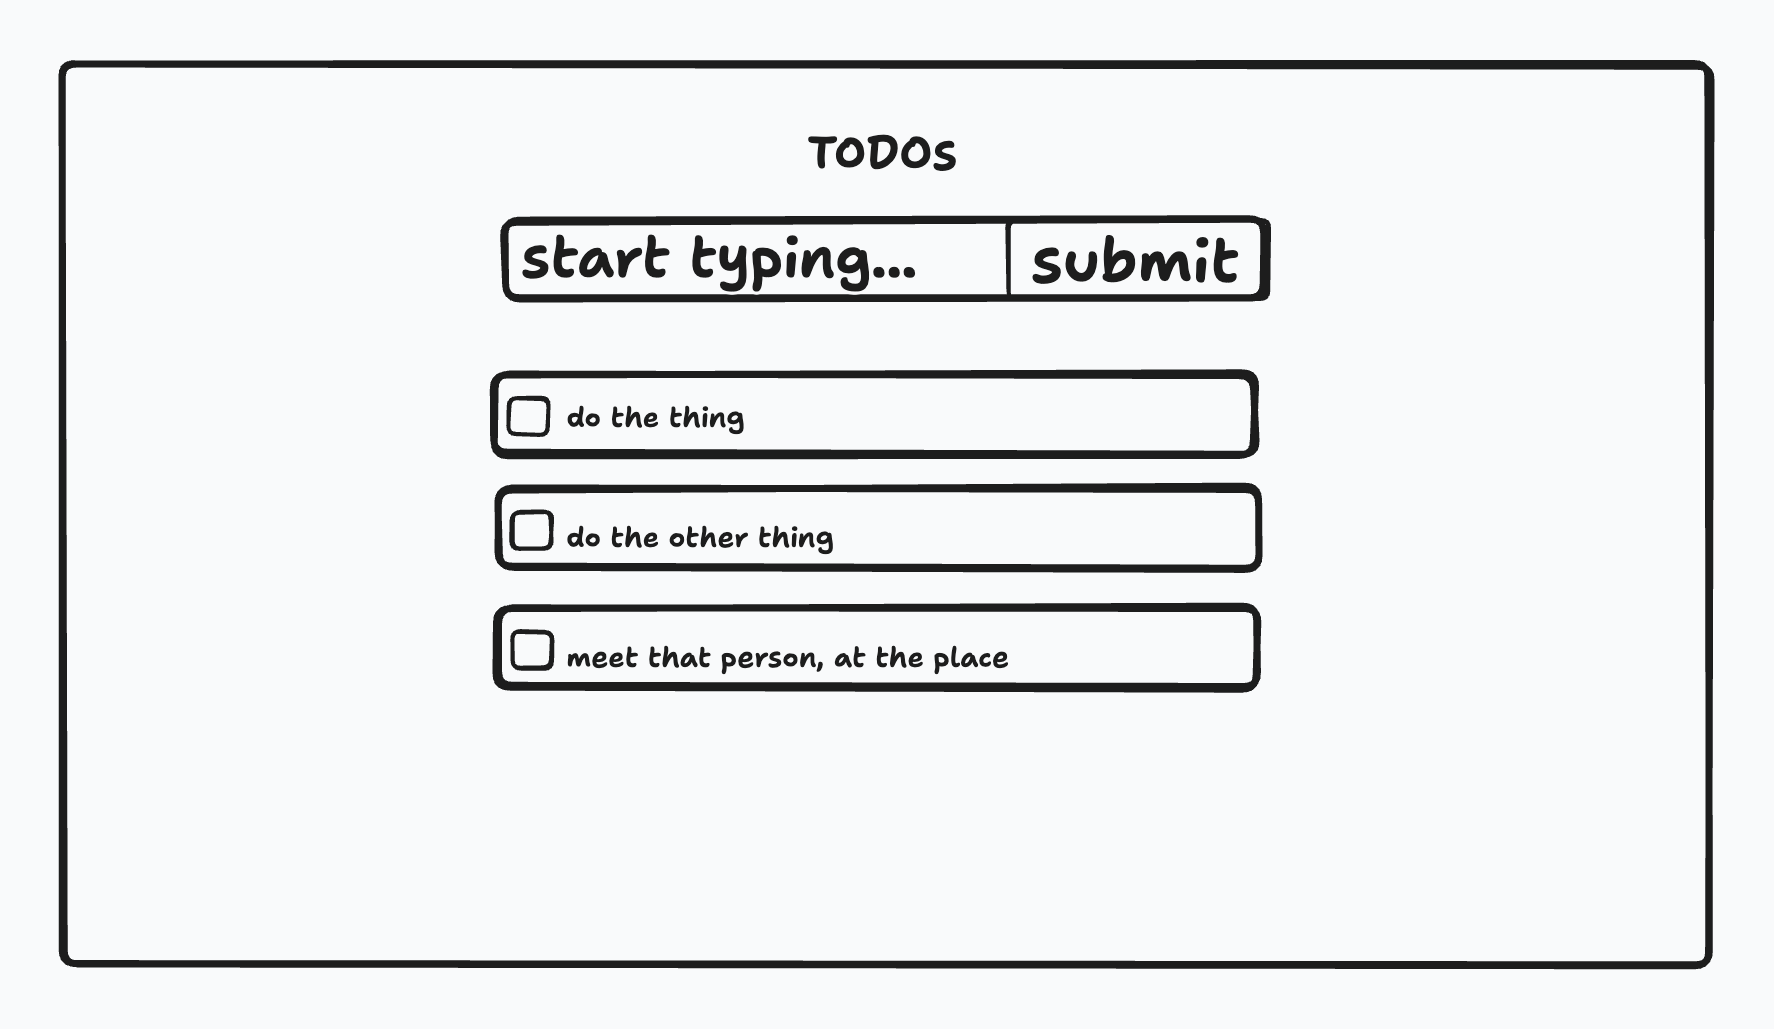 TODOs
start typing...
submit
do the thing
do the other thing
meet that person, at the place